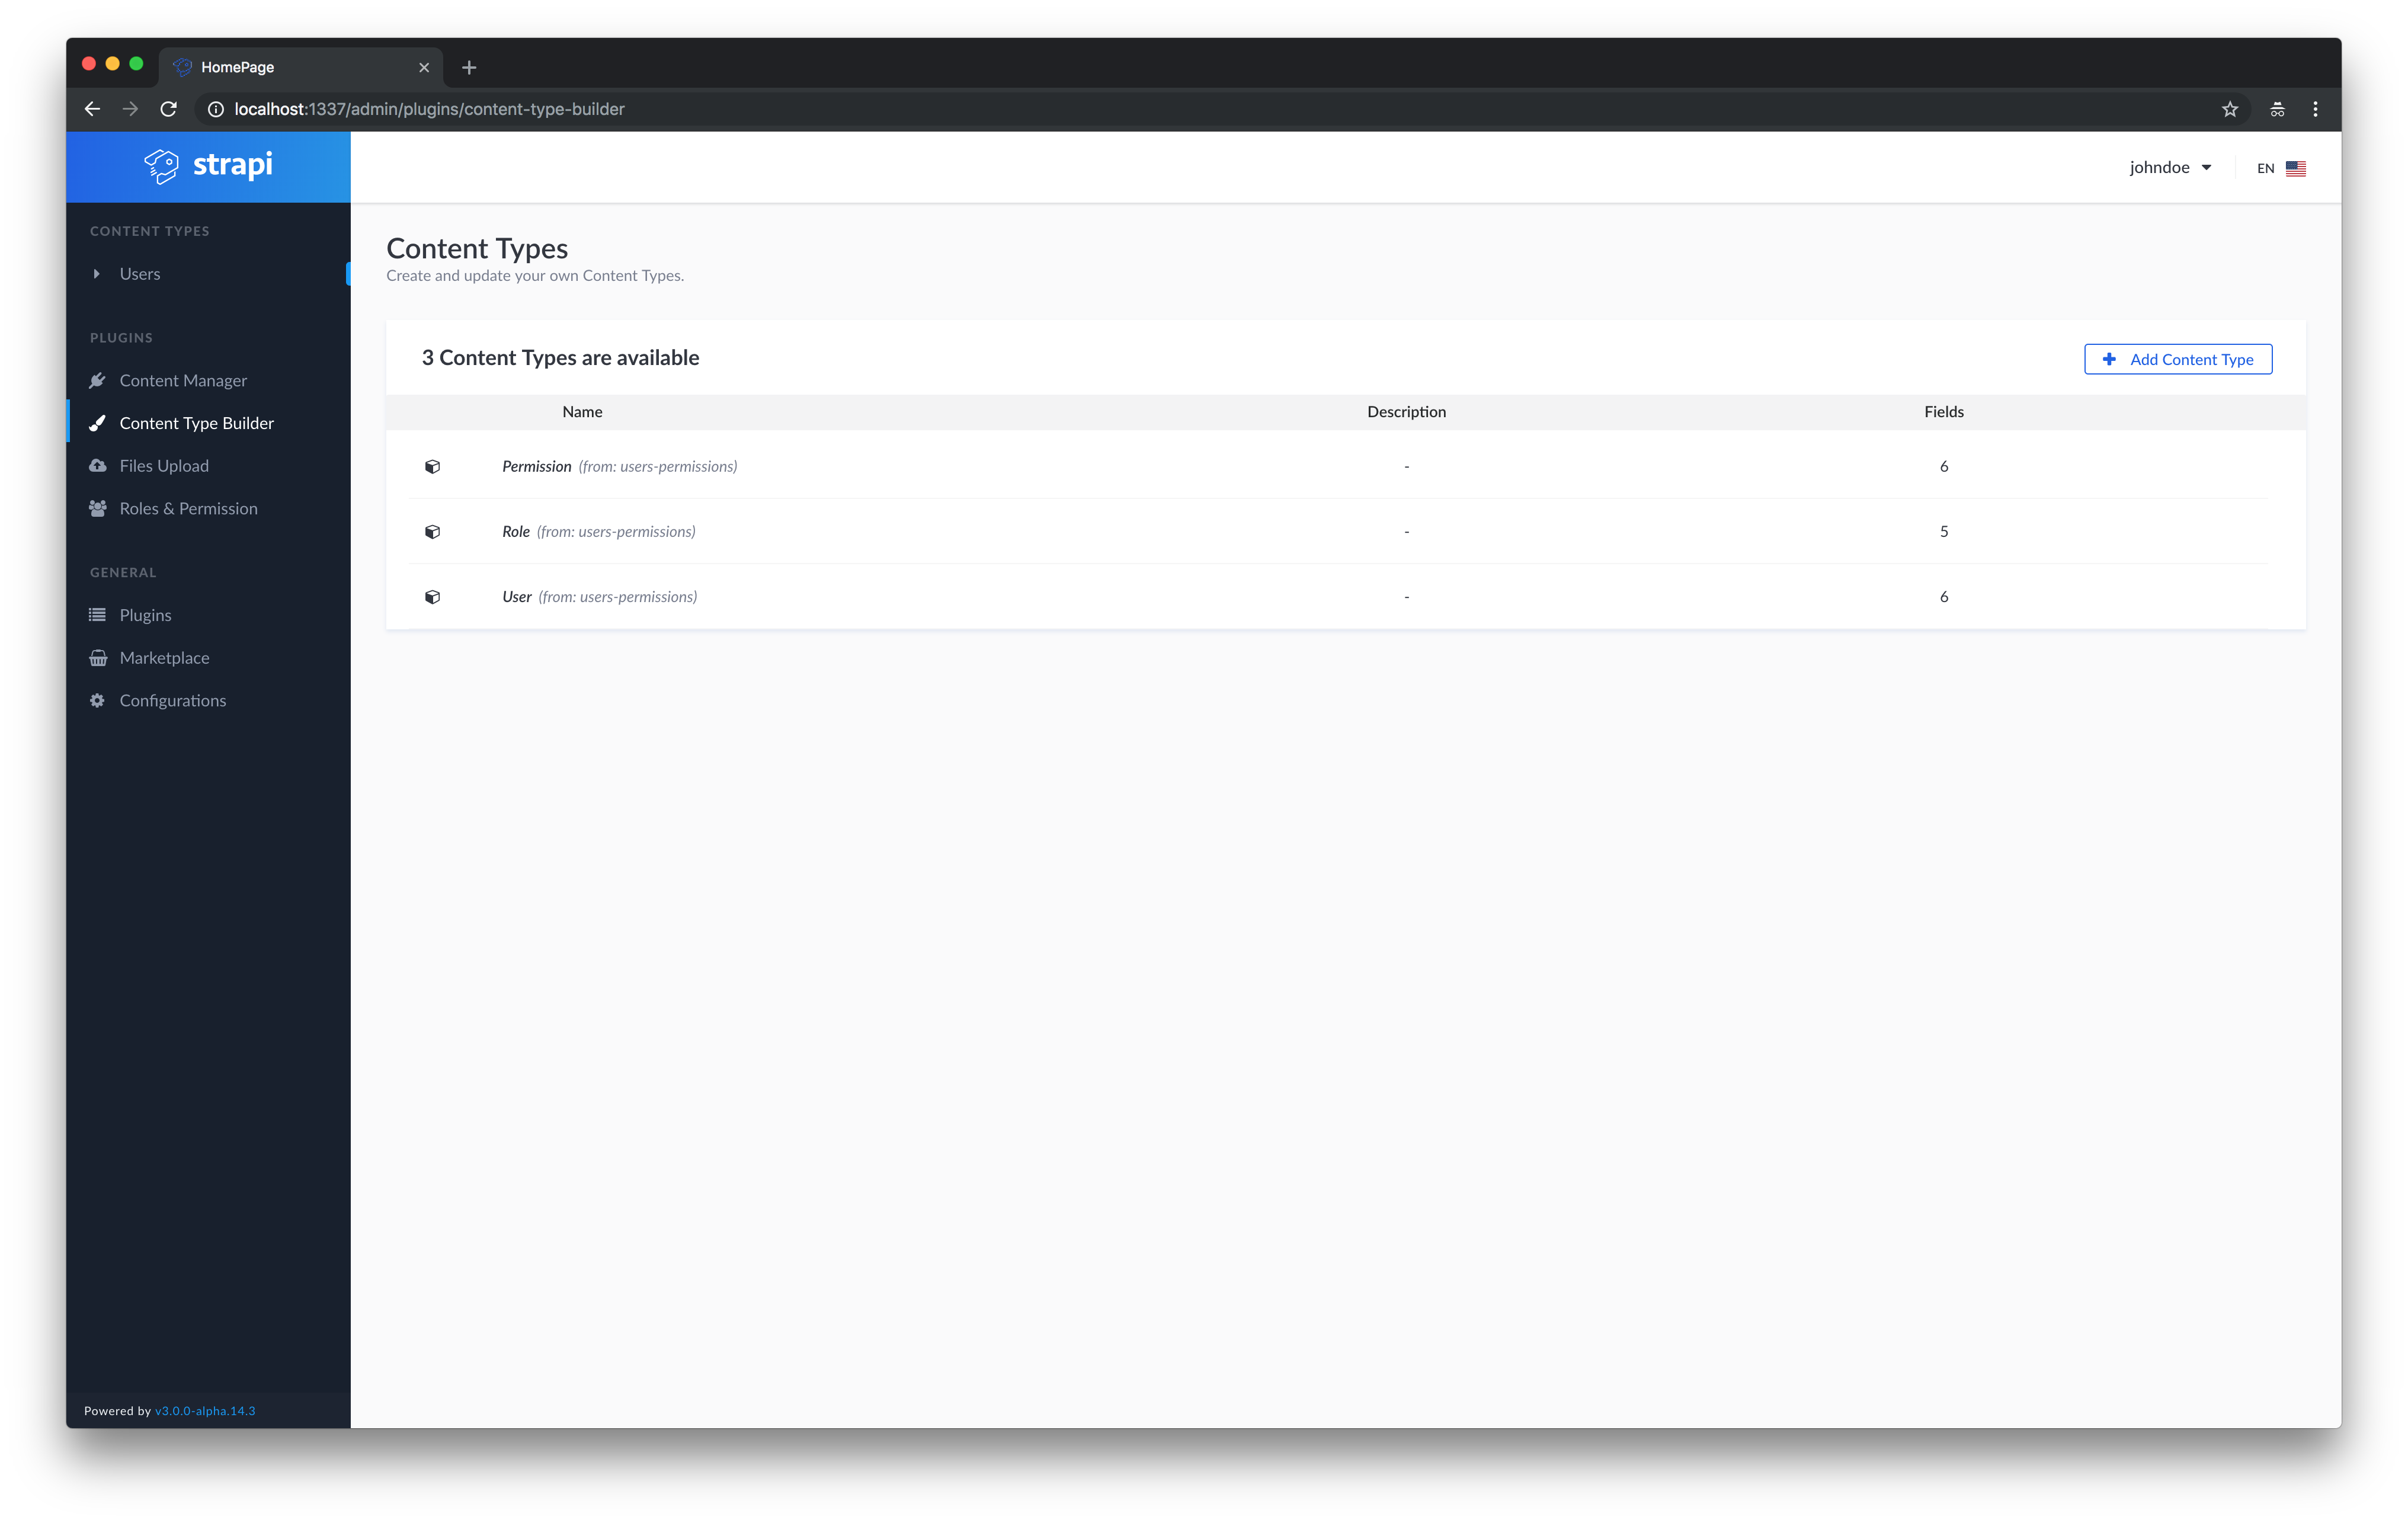 HomePage
localhost:1337/admin/plugins/content-type-builder
strapi
johndoe
EN
CONTENT TYPES
Users
PLUGINS
Content Manager
Content Type Builder
Files Upload
Roles & Permission
GENERAL
Plugins
Marketplace
Configurations
Powered by v3.0.0-alpha.14.3
Content Types
Create and update your own Content Types.
3 Content Types are available
Add Content Type
Name Description Fields
Permission (from: users-permissions) - 6
Role (from: users-permissions) - 5
User (from: users-permissions) - 6